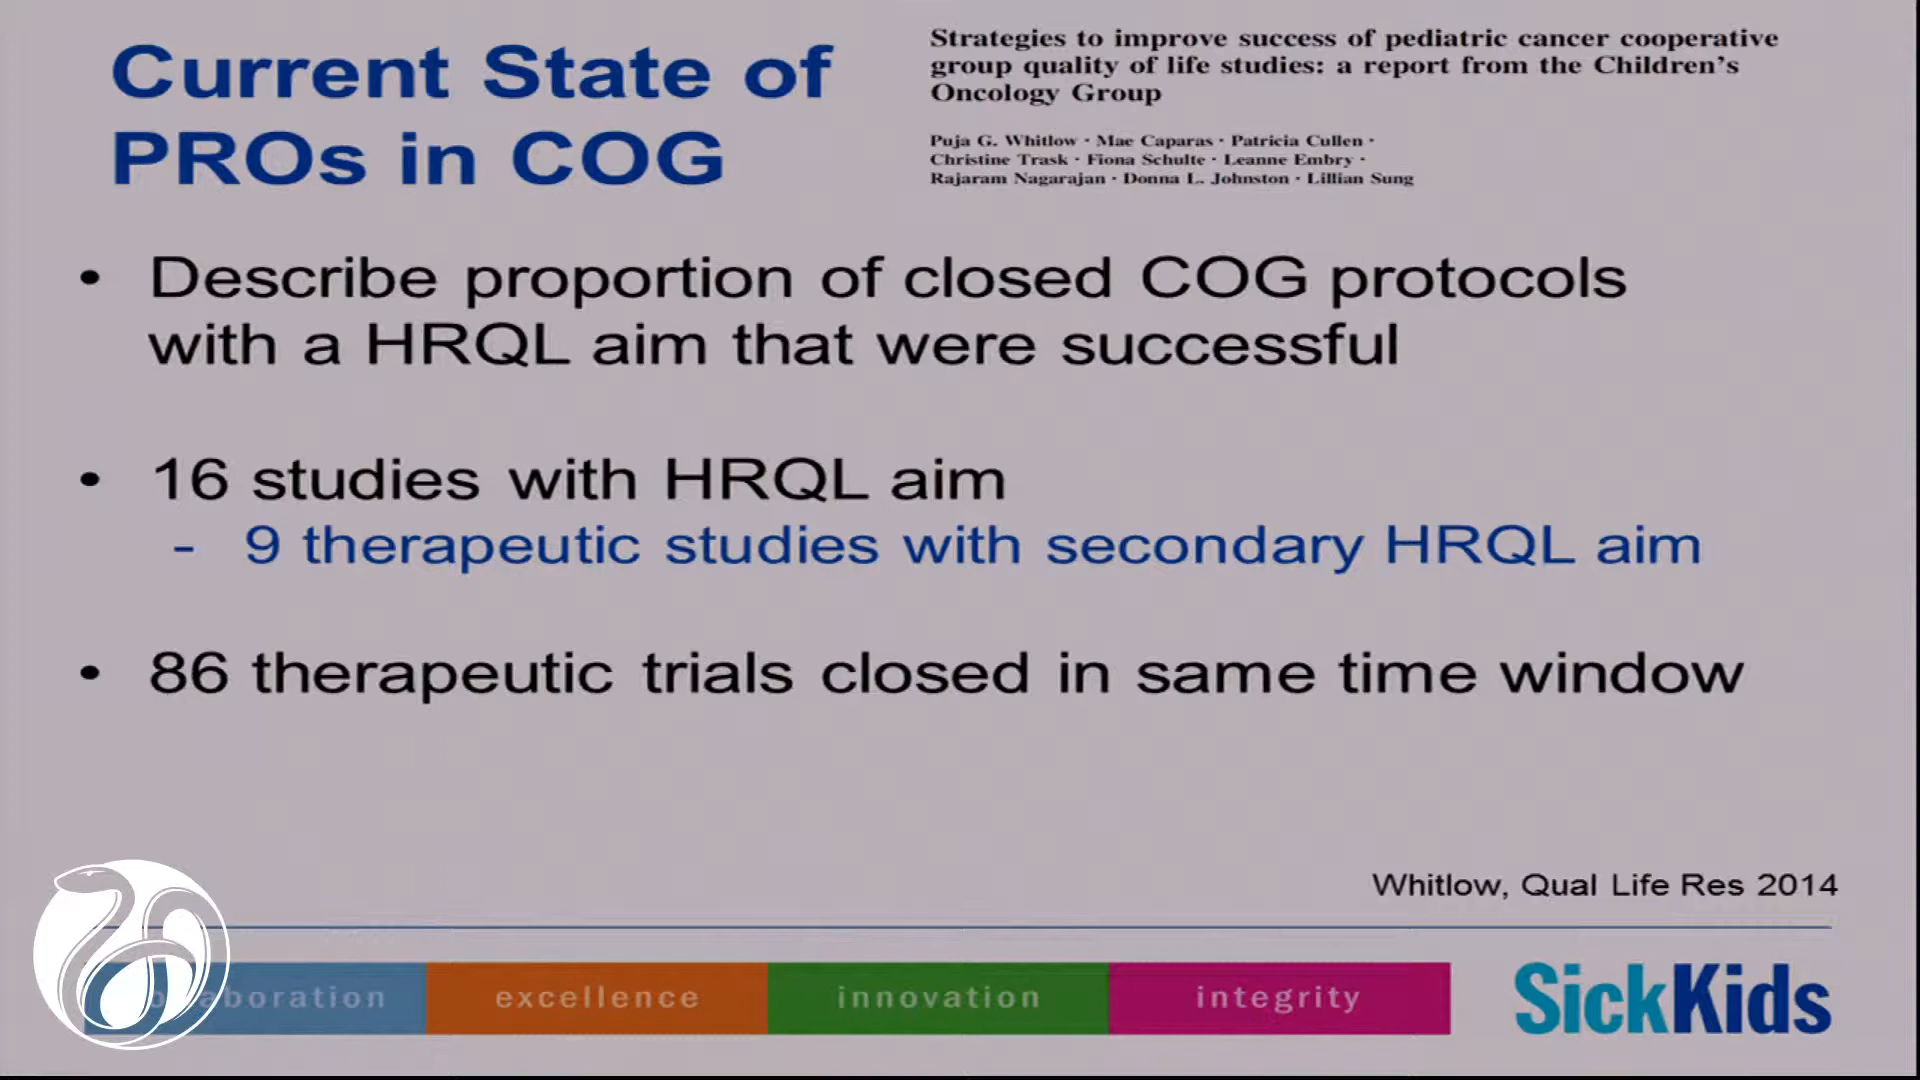 Current State of
PROs in COG
Strategies to improve success of pediatric cancer cooperative
group quality of life studies: a report from the Children's
Oncology Group
Puja G. Whitlow · Mae Caparas · Patricia Cullen ·
Christine Trask · Fiona Schulte · Leanne Embry ·
Rajaram Nagarajan · Donna L. Johnston · Lillian Sung
• Describe proportion of closed COG protocols
with a HRQL aim that were successful
• 16 studies with HRQL aim
- 9 therapeutic studies with secondary HRQL aim
• 86 therapeutic trials closed in same time window
Whitlow, Qual Life Res 2014
excellence
innovation
integrity
SickKids